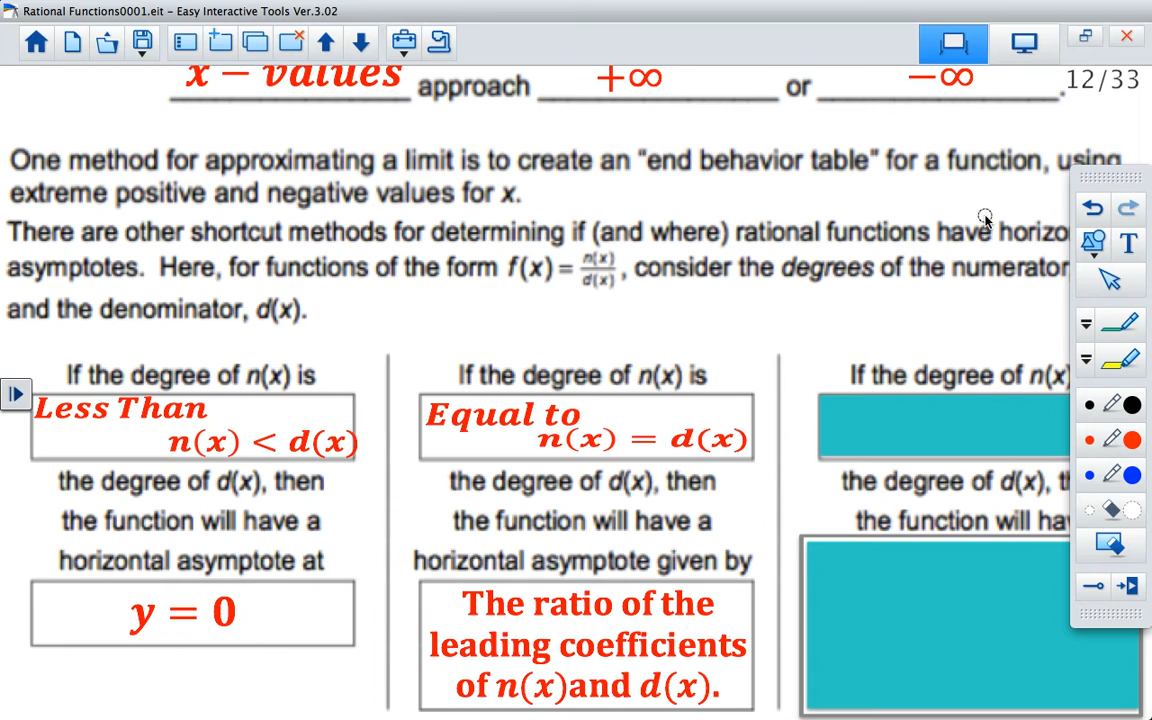 Rational Functions0001.eit - Easy Interactive Tools Ver.3.02
x - values approach +∞ or -∞.
12/33
One method for approximating a limit is to create an "end behavior table" for a function, using
extreme positive and negative values for x.
There are other shortcut methods for determining if (and where) rational functions have horizo
asymptotes. Here, for functions of the form f(x) = n(x)/d(x), consider the degrees of the numerator
and the denominator, d(x).
If the degree of n(x) is
Less Than
n(x) < d(x)
the degree of d(x), then
the function will have a
horizontal asymptote at
y = 0
If the degree of n(x) is
Equal to
n(x) = d(x)
the degree of d(x), then
the function will have a
horizontal asymptote given by
The ratio of the
leading coefficients
of n(x)and d(x).
If the degree of n(x)
the degree of d(x), t
the function will ha
T